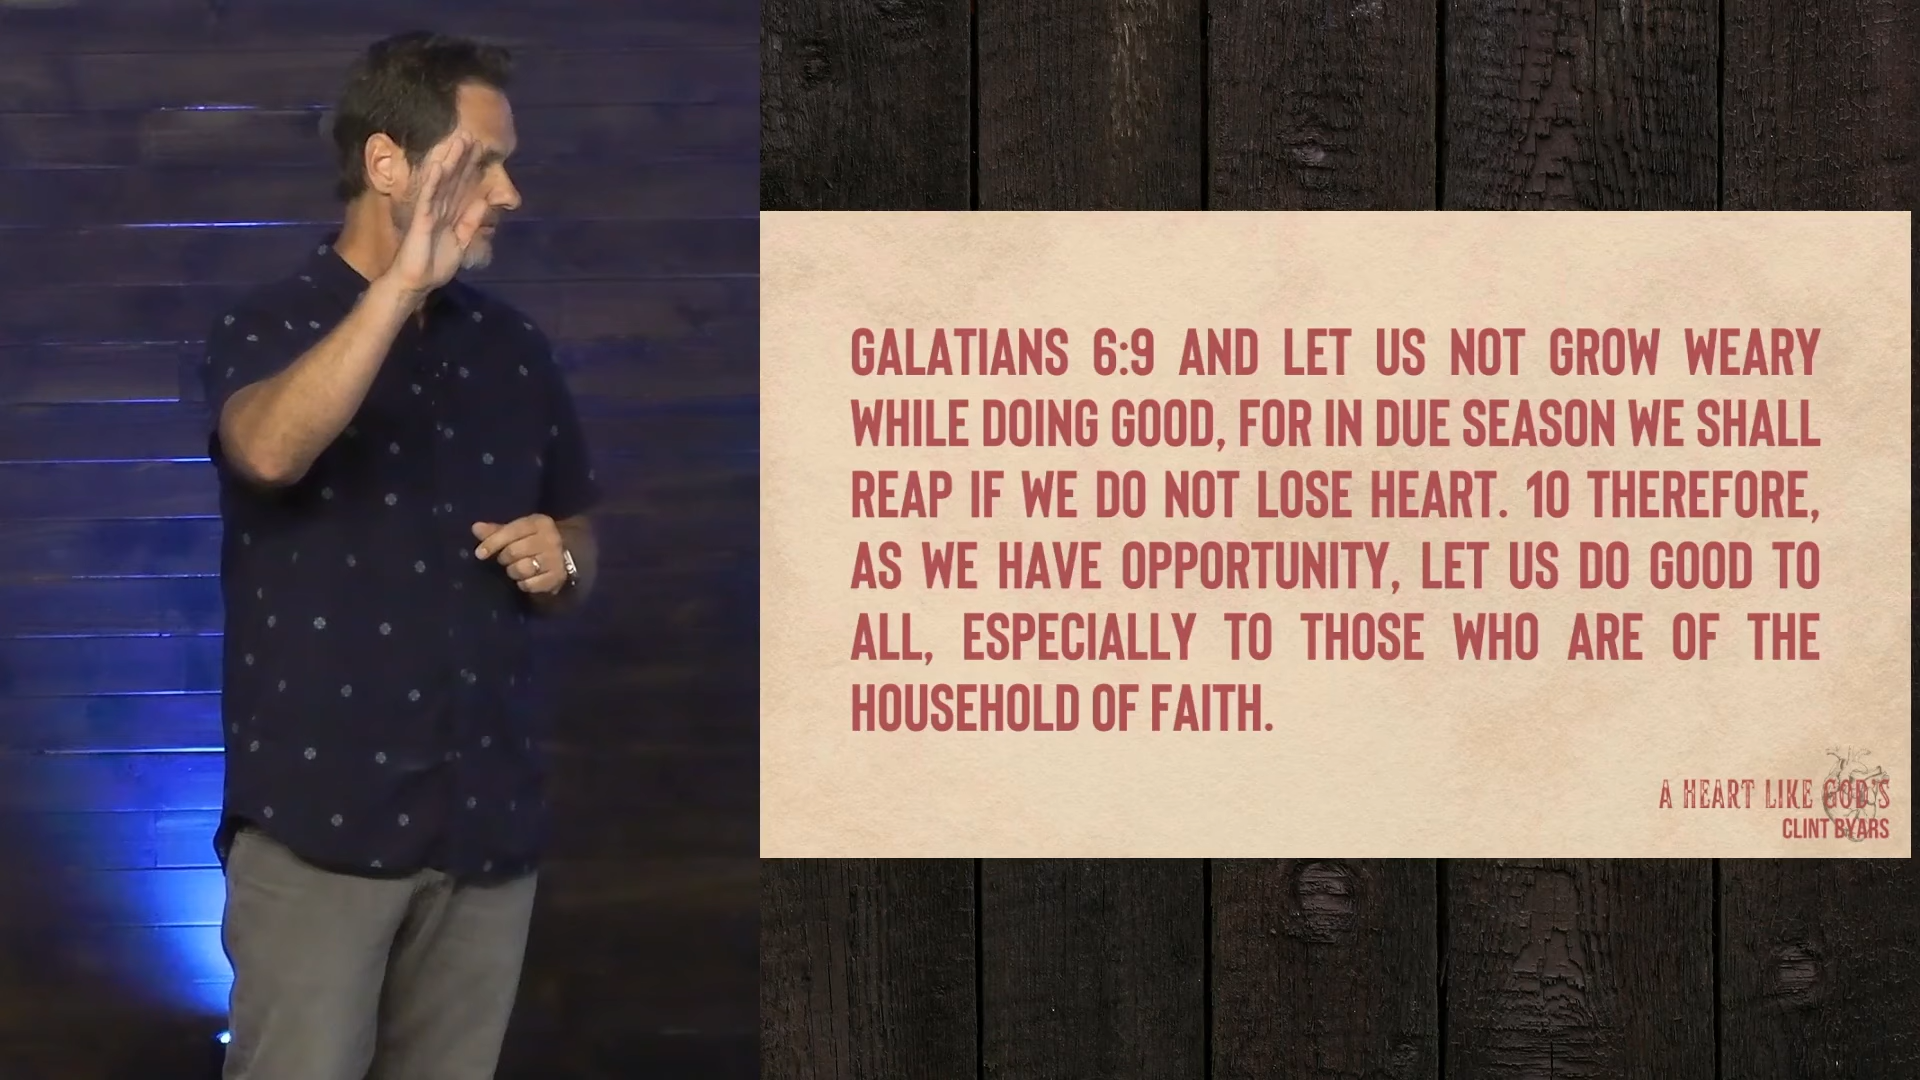 GALATIANS 6:9 AND LET US NOT GROW WEARY
WHILE DOING GOOD, FOR IN DUE SEASON WE SHALL
REAP IF WE DO NOT LOSE HEART. 10 THEREFORE,
AS WE HAVE OPPORTUNITY, LET US DO GOOD TO
ALL, ESPECIALLY TO THOSE WHO ARE OF THE
HOUSEHOLD OF FAITH.
A HEART LIKE GOD'S
CLINT BYARS